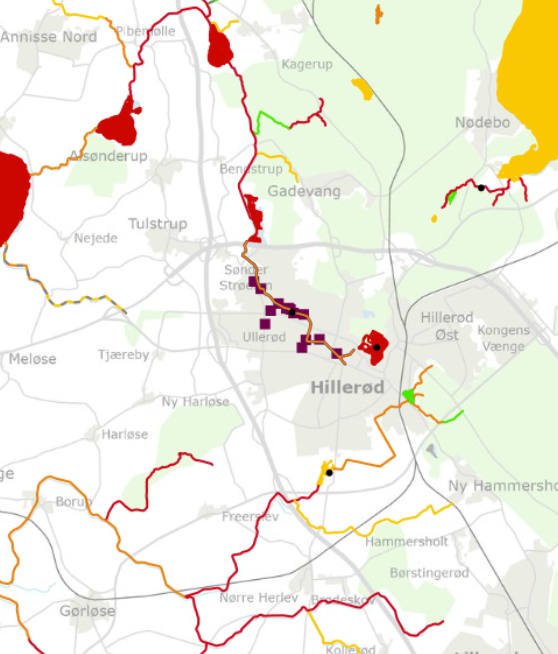 Annisse Nord
Pibemølle
Kagerup
Nødebo
Alsønderup
Bendstrup
Gadevang
Tulstrup
Nejede
Sønder
Strødam
Hillerød
Øst
Kongens
Vænge
Ullerød
Meløse
Tjæreby
Hillerød
Ny Harløse
Harløse
Ny Hammersho
Borup
Freerslev
Hammersholt
Børstingerød
Nørre Herlev
Brødeskov
Gørløse
Kollerød